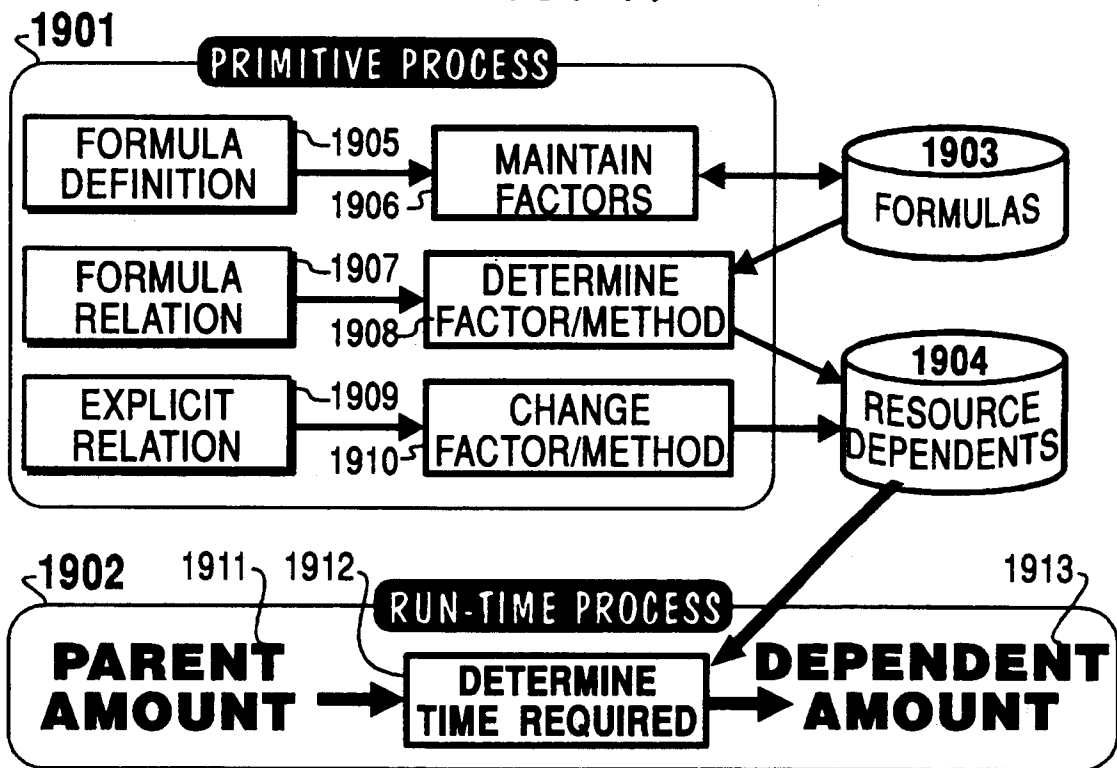 1901
PRIMITIVE PROCESS
FORMULA
DEFINITION
1905
1906
MAINTAIN
FACTORS
1903
FORMULAS
FORMULA
RELATION
1907
1908
DETERMINE
FACTOR/METHOD
EXPLICIT
RELATION
1909
1910
CHANGE
FACTOR/METHOD
1904
RESOURCE
DEPENDENTS
1902
1911
1912
1913
RUN-TIME PROCESS
PARENT
AMOUNT
DETERMINE
TIME REQUIRED
DEPENDENT
AMOUNT